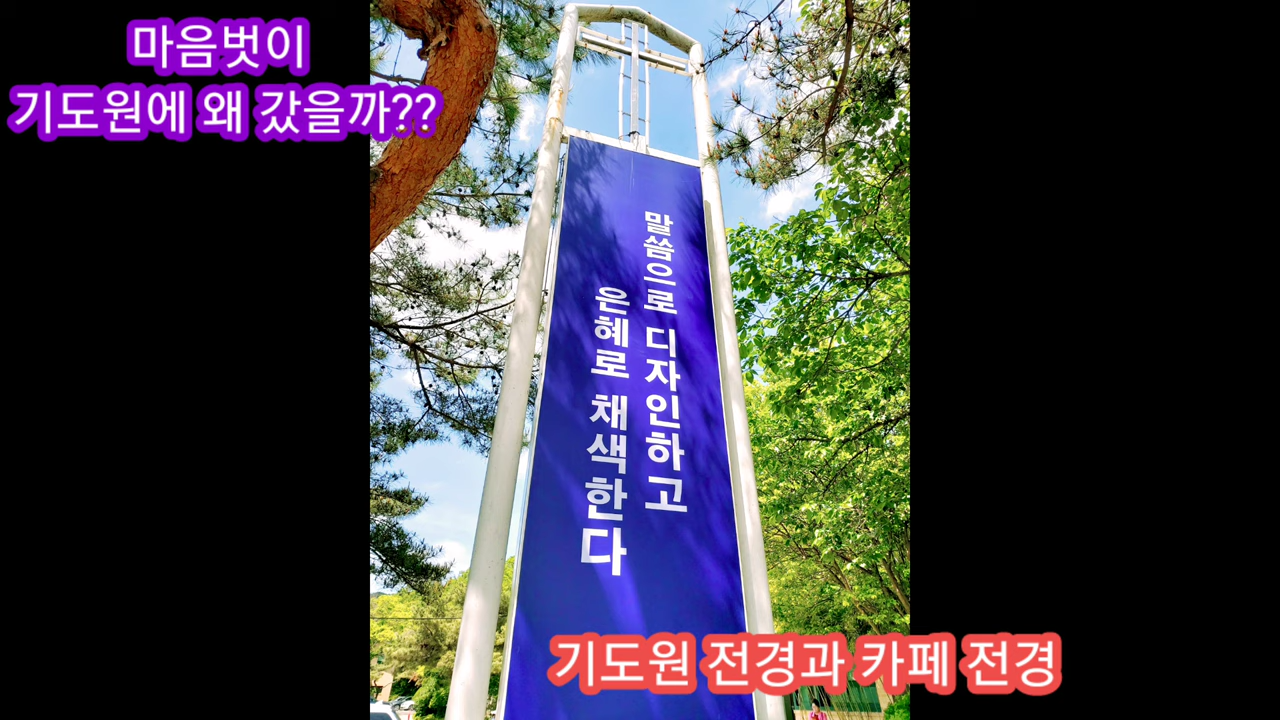 마음벗이
기도원에 왜 갔을까??
말씀으로 디자인하고
은혜로 채색한다
기도원 전경과 카페 전경